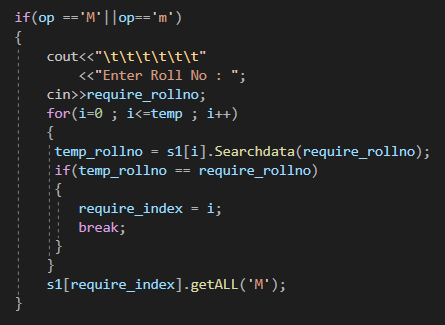 if(op =='M'||op=='m')
{
    cout<<"\t\t\t\t\t\t"
        <<"Enter Roll No : ";
    cin>>require_rollno;
    for(i=0 ; i<=temp ; i++)
    {
     temp_rollno = s1[i].Searchdata(require_rollno);
     if(temp_rollno == require_rollno)
     {
        require_index = i;
        break;
     }
    }
    s1[require_index].getALL('M');
}